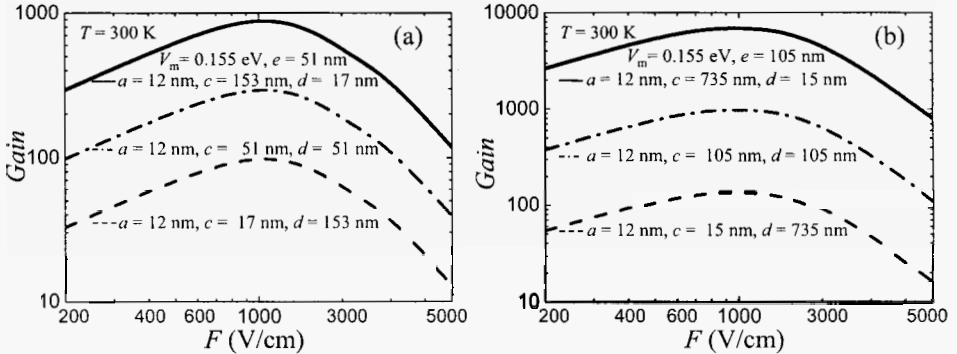 1000
(a)
T = 300 K
Vm= 0.155 eV, e = 51 nm
a = 12 nm, c = 153 nm, d = 17 nm
a = 12 nm, c = 51 nm, d = 51 nm
a = 12 nm, c = 17 nm, d = 153 nm
100
10
Gain
200 400 600 1000 3000 5000
F (V/cm)
10000
(b)
T = 300 K
Vm= 0.155 eV, e = 105 nm
a = 12 nm, c = 735 nm, d = 15 nm
1000
a = 12 nm, c = 105 nm, d = 105 nm
100
a = 12 nm, c = 15 nm, d = 735 nm
10
Gain
200 400 600 1000 3000 5000
F (V/cm)